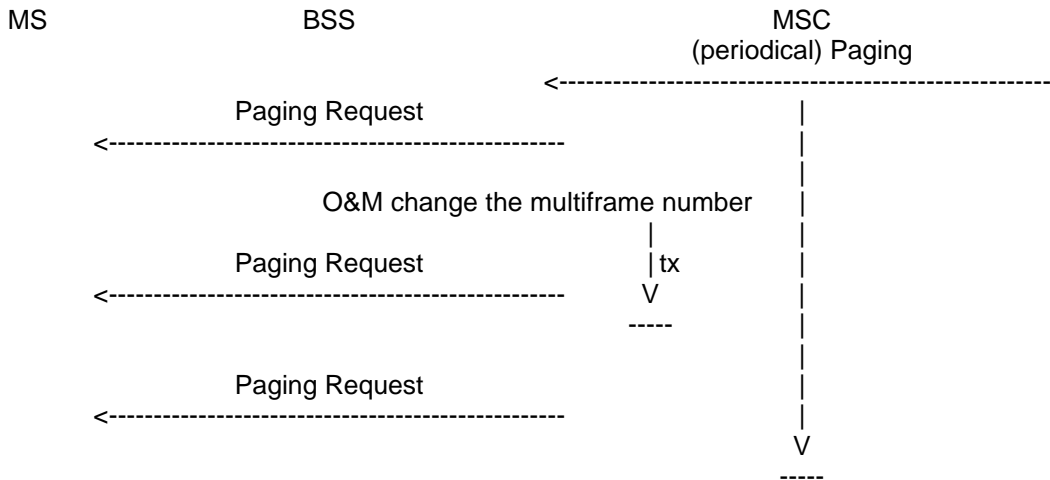 MS BSS MSC
(periodical) Paging
<-------------------------------------------------------
Paging Request |
<--------------------------------------------------- |
|
O&M change the multiframe number |
| |
Paging Request | tx |
<--------------------------------------------------- V |
----- |
|
Paging Request |
<--------------------------------------------------- |
V
-----